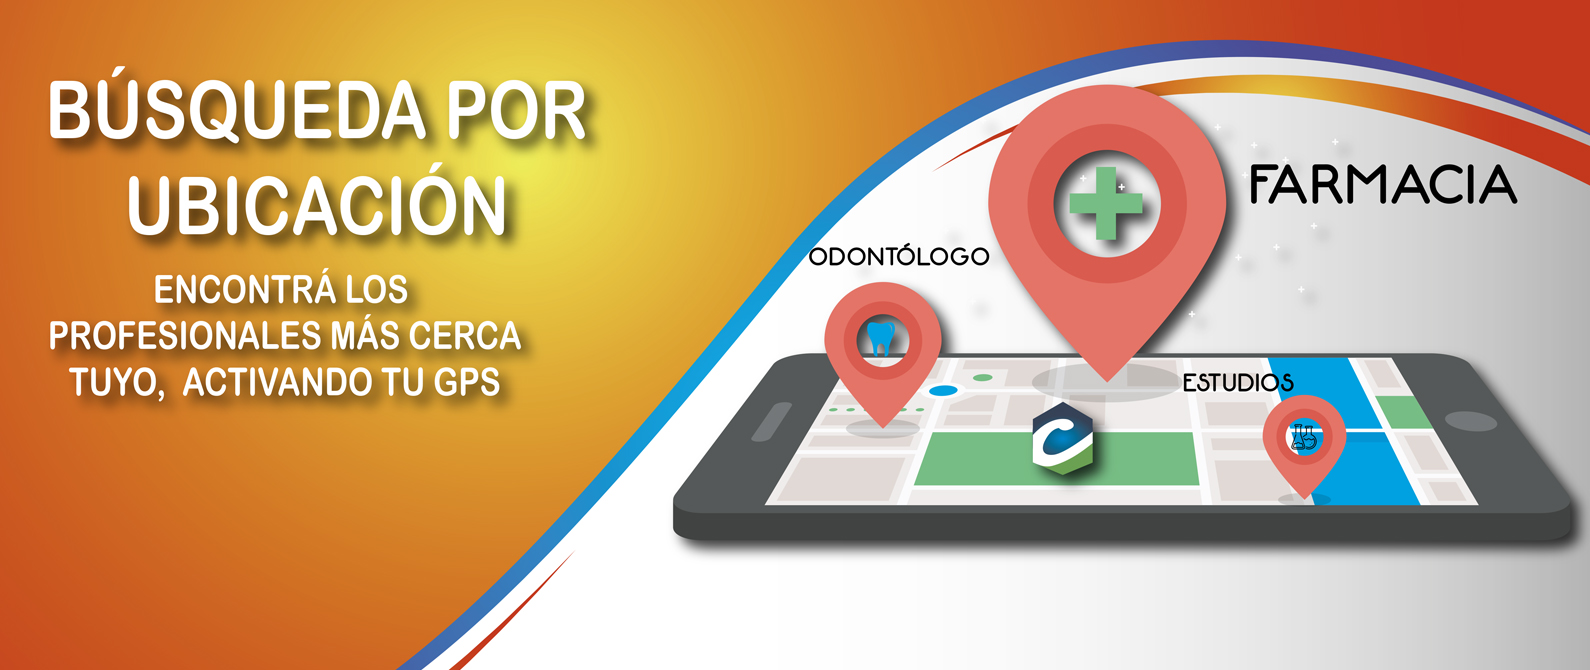 BÚSQUEDA POR
UBICACIÓN
ENCONTRÁ LOS
PROFESIONALES MÁS CERCA
TUYO, ACTIVANDO TU GPS
FARMACIA
ODONTÓLOGO
ESTUDIOS
C